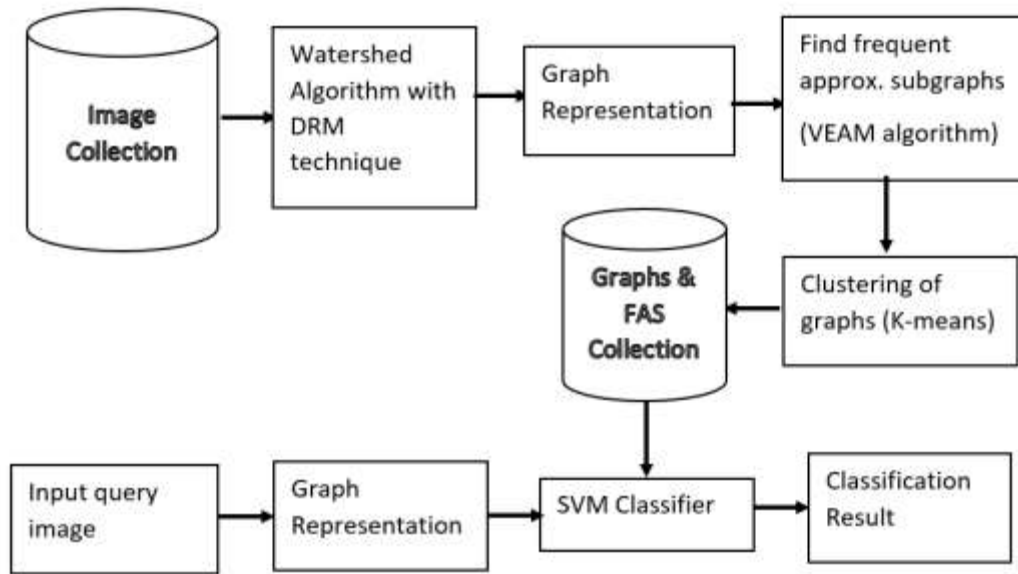 Image
Collection
Watershed
Algorithm with
DRM
technique
Graph
Representation
Find frequent
approx. subgraphs
(VEAM algorithm)
Clustering of
graphs (K-means)
Graphs &
FAS
Collection
Input query
image
Graph
Representation
SVM Classifier
Classification
Result